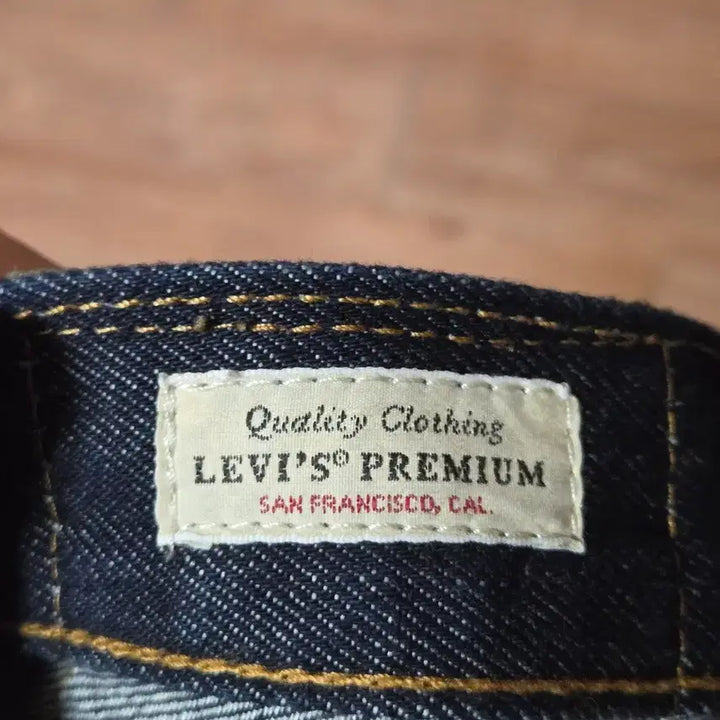 Quality Clothing
LEVI'S® PREMIUM
SAN FRANCISCO, CAL.